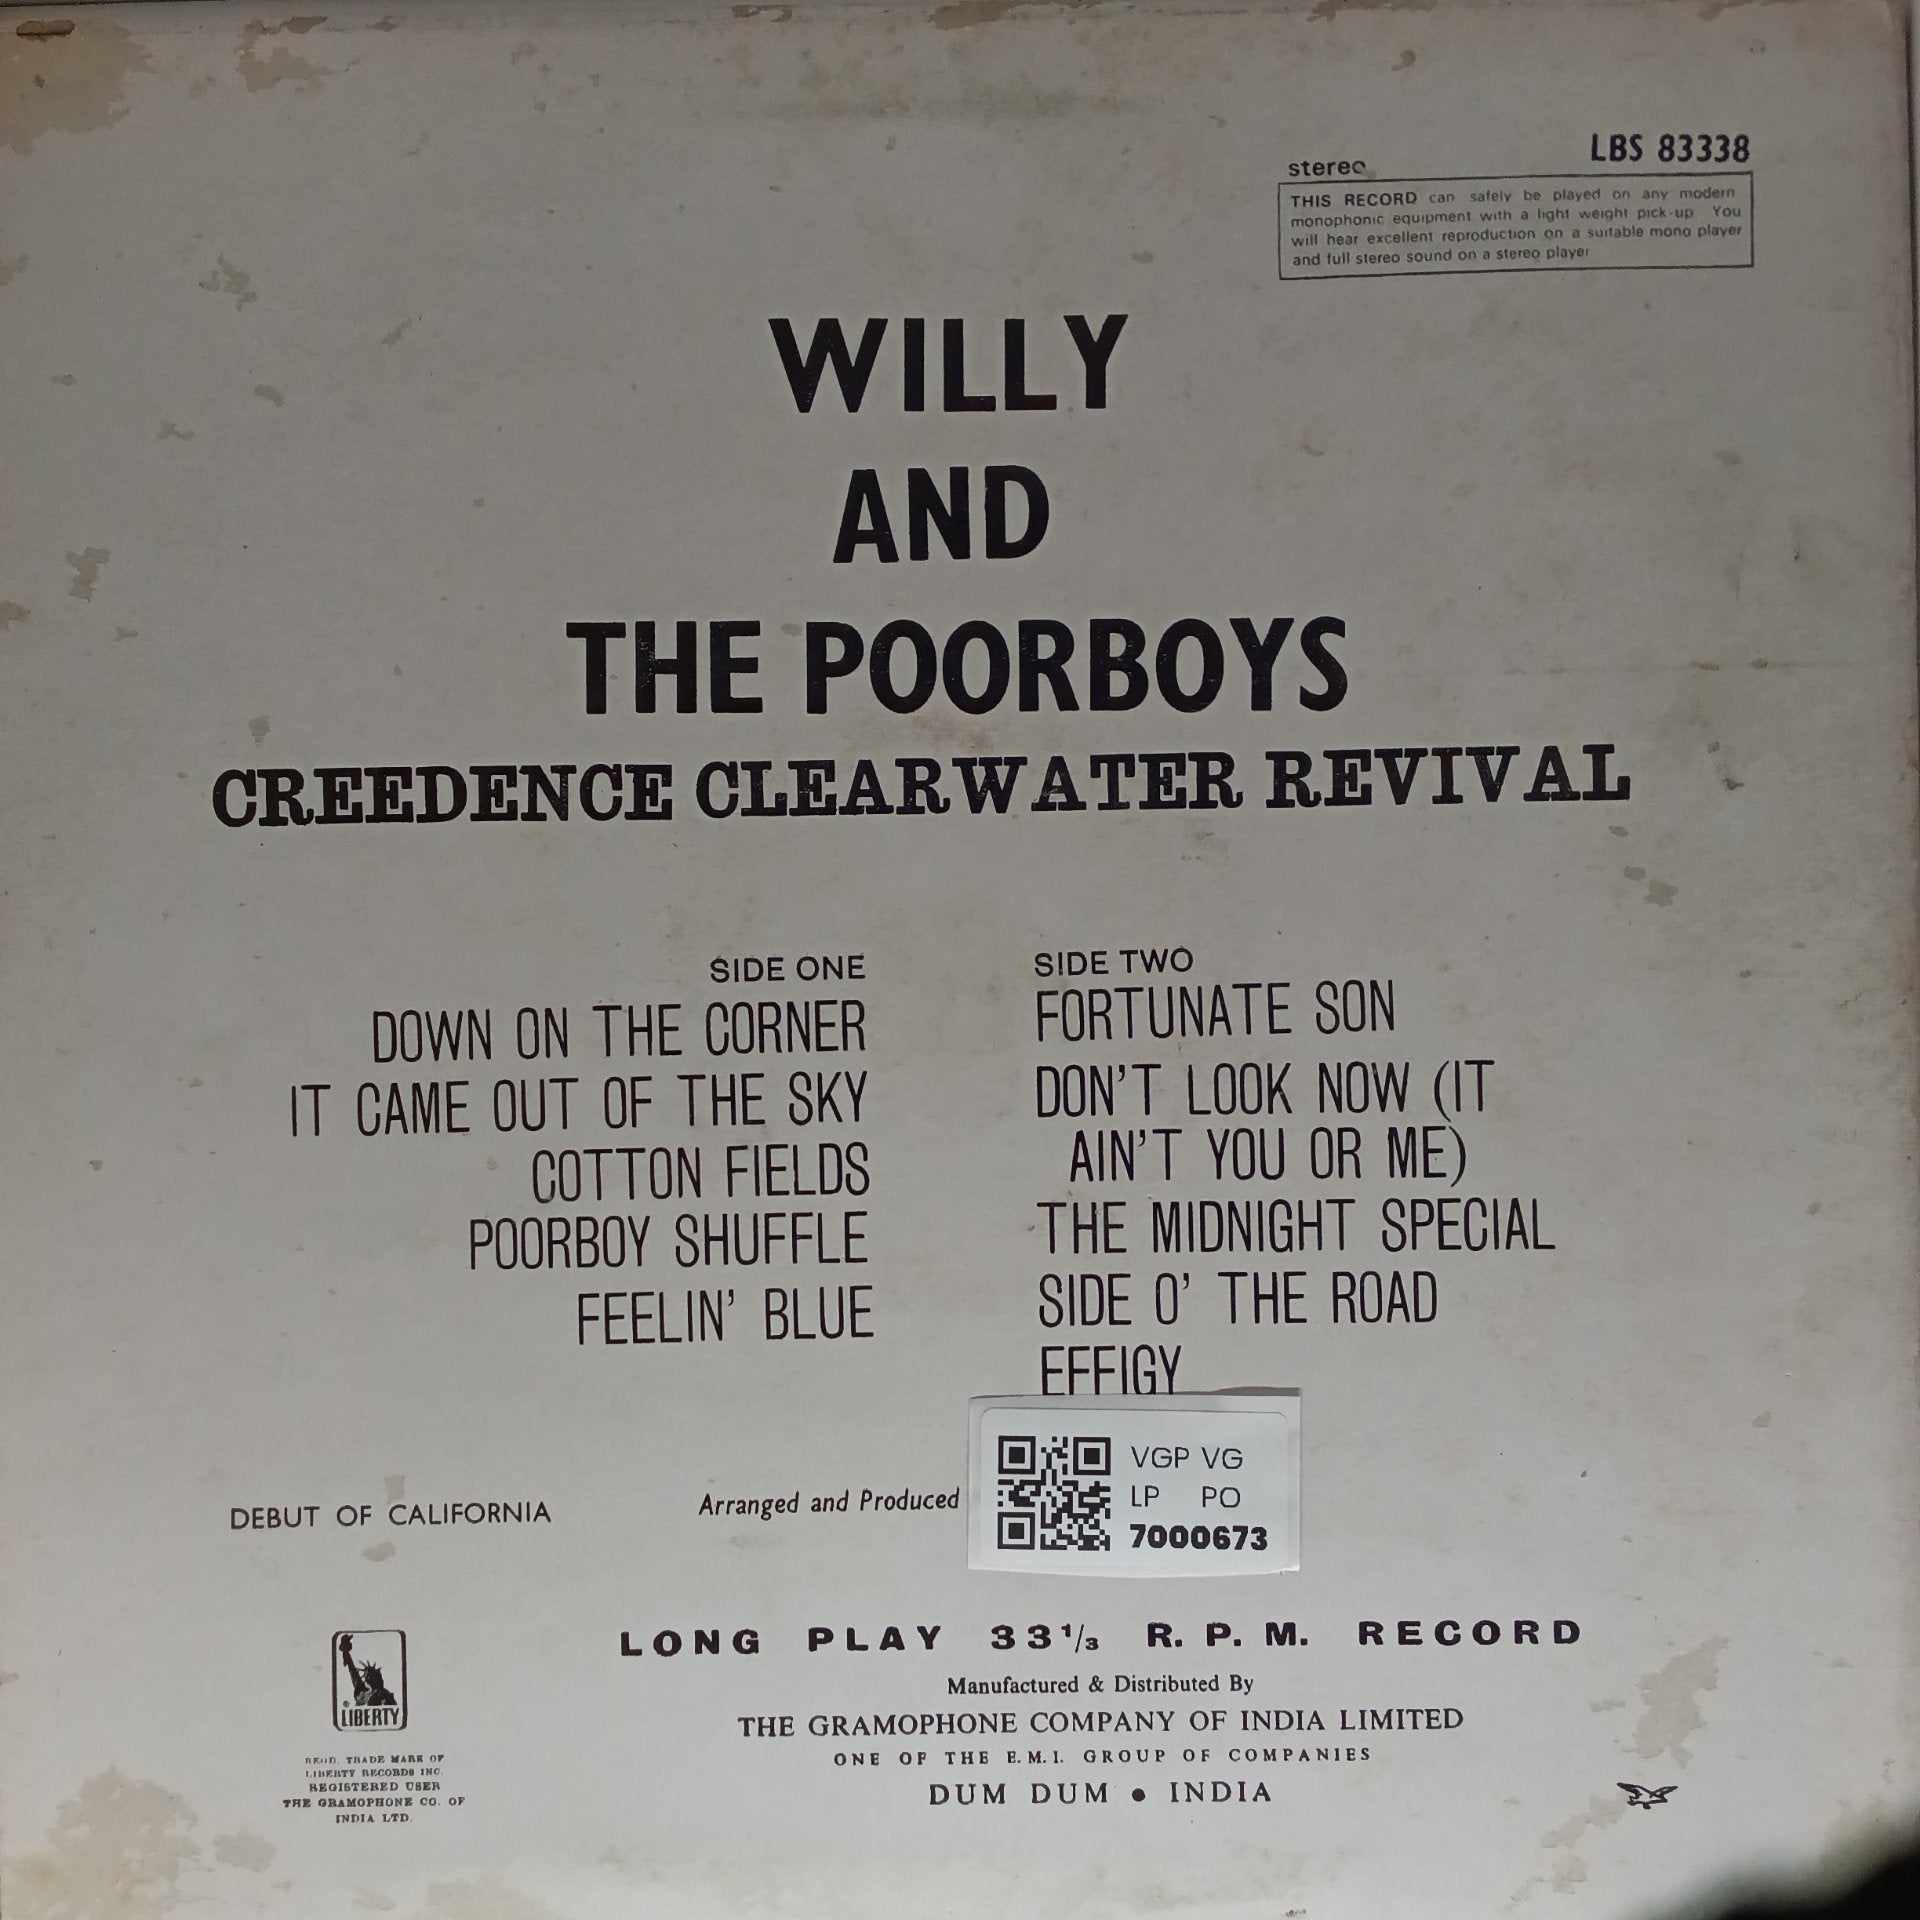 LBS 83338
stereo
THIS RECORD can safely be played on any modern
monophonic equipment with a light weight pick-up You
will hear excellent reproduction on a suitable mono player
and full stereo sound on a stereo player
WILLY
AND
THE POORBOYS
CREEDENCE CLEARWATER REVIVAL
SIDE ONE
DOWN ON THE CORNER
IT CAME OUT OF THE SKY
COTTON FIELDS
POORBOY SHUFFLE
FEELIN' BLUE
SIDE TWO
FORTUNATE SON
DON'T LOOK NOW (IT
AIN'T YOU OR ME)
THE MIDNIGHT SPECIAL
SIDE O' THE ROAD
EFFIGY
DEBUT OF CALIFORNIA
Arranged and Produced
VGP VG
LP PO
7000673
LIBERTY
REGD. TRADE MARK OF
LIBERTY RECORDS INC.
REGISTERED USER
THE GRAMOPHONE CO. OF
INDIA LTD.
LONG PLAY 33 1/3 R. P. M. RECORD
Manufactured & Distributed By
THE GRAMOPHONE COMPANY OF INDIA LIMITED
ONE OF THE E. M. I. GROUP OF COMPANIES
DUM DUM • INDIA